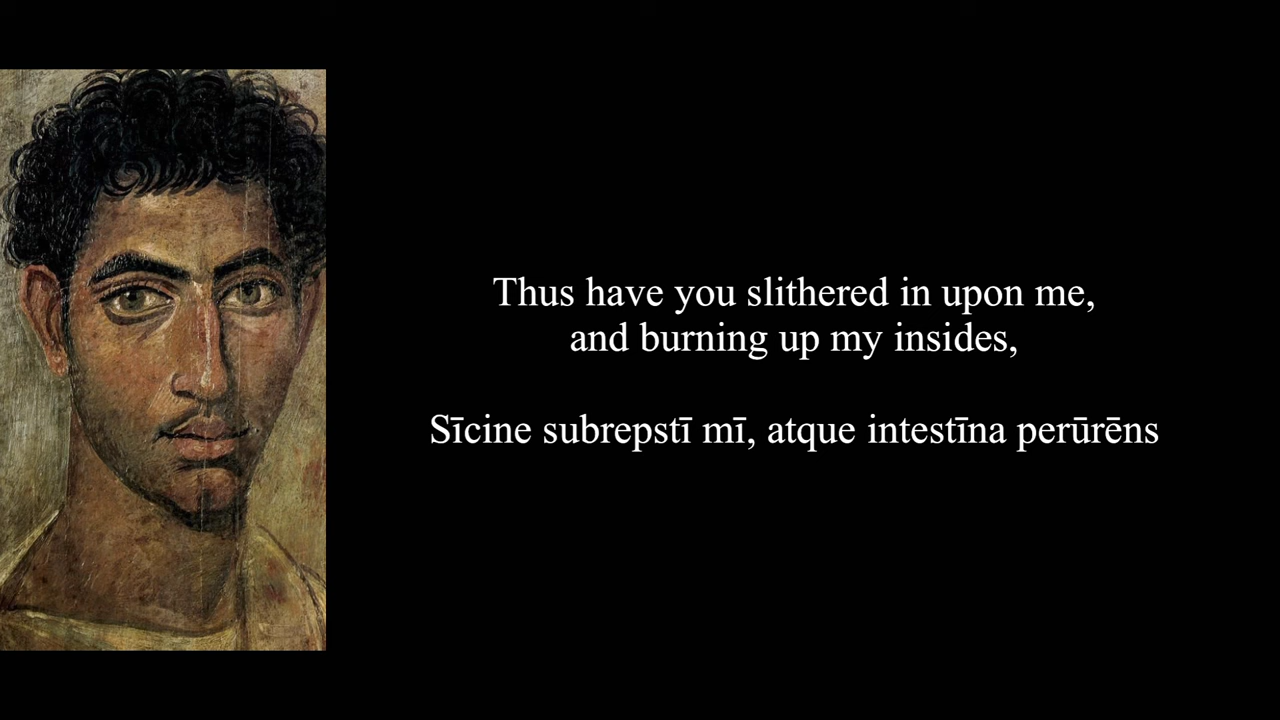 Thus have you slithered in upon me,
and burning up my insides,
Sīcine subrepstī mī, atque intestīna perūrēns